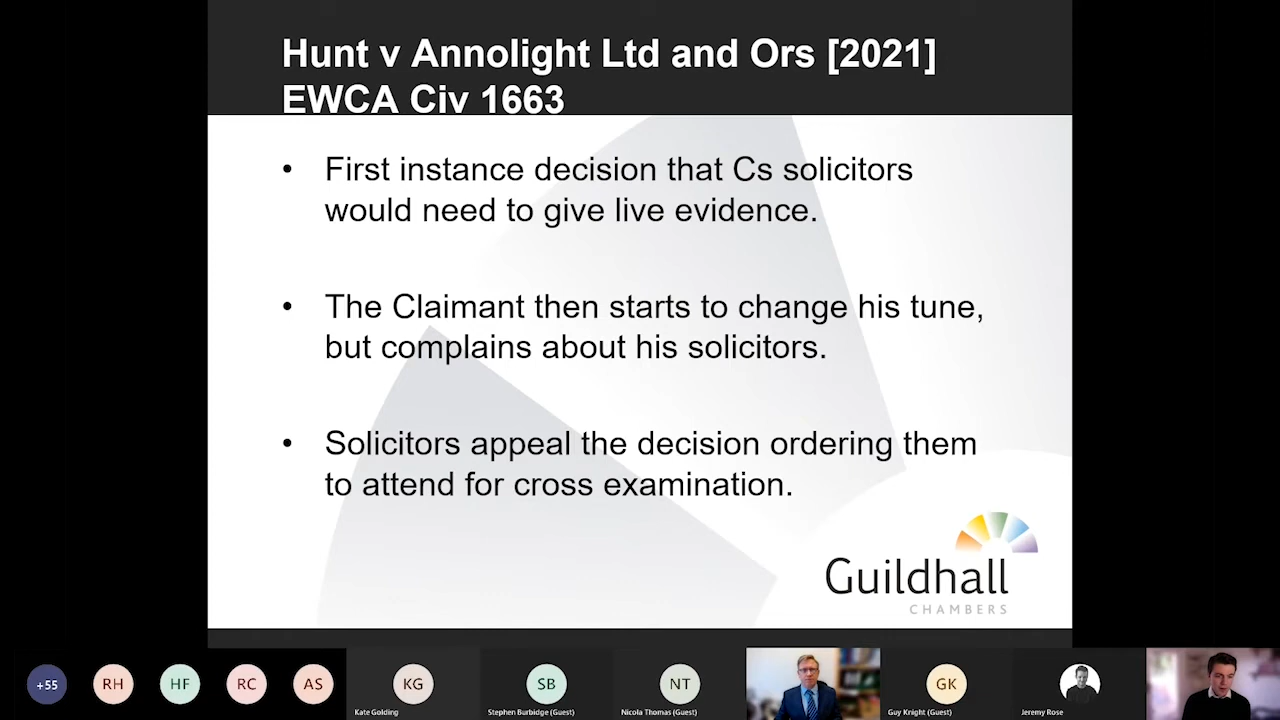 Hunt v Annolight Ltd and Ors [2021]
EWCA Civ 1663
• First instance decision that Cs solicitors
would need to give live evidence.
• The Claimant then starts to change his tune,
but complains about his solicitors.
• Solicitors appeal the decision ordering them
to attend for cross examination.
Guildhall
CHAMBERS
+55 RH HF RC AS KG SB NT GK
Kate Golding Stephen Burbidge (Guest) Nicola Thomas (Guest) Guy Knight (Guest) Jeremy Rose